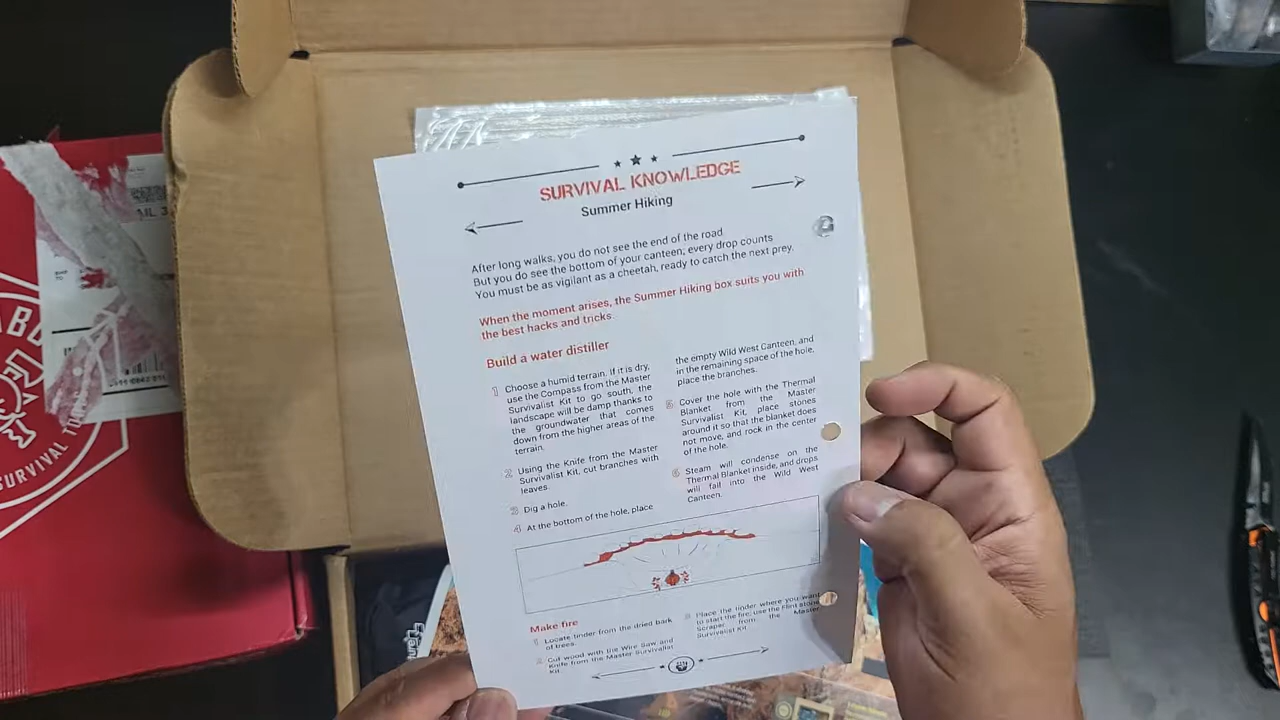 SURVIVAL KNOWLEDGE
Summer Hiking
After long walks, you do not see the end of the road
But you do see the bottom of your canteen; every drop counts
You must be as vigilant as a cheetah, ready to catch the next prey.
When the moment arises, the Summer Hiking box suits you with
the best hacks and tricks.
Build a water distiller
1 Choose a humid terrain. If it is dry,
use the Compass from the Master
Survivalist Kit to go south, the
landscape will be damp thanks to
the groundwater that comes
down from the higher areas of the
terrain.
2 Using the Knife from the Master
Survivalist Kit, cut branches with
leaves.
3 Dig a hole.
4 At the bottom of the hole, place
the empty Wild West Canteen, and
in the remaining space of the hole,
place the branches.
5 Cover the hole with the Thermal
Blanket from the Master
Survivalist Kit, place stones
around it so that the blanket does
not move, and rock in the center
of the hole.
6 Steam will condense on the
Thermal Blanket inside, and drops
will fall into the Wild West
Canteen.
Make fire
1 Locate tinder from the dried bark
of trees.
2 Cut wood with the Wire Saw and
Knife from the Master Survivalist
Kit.
3 Place the tinder where you want
to start the fire; use the Flint stone
Scraper from the Master
Survivalist Kit
SURVIVAL